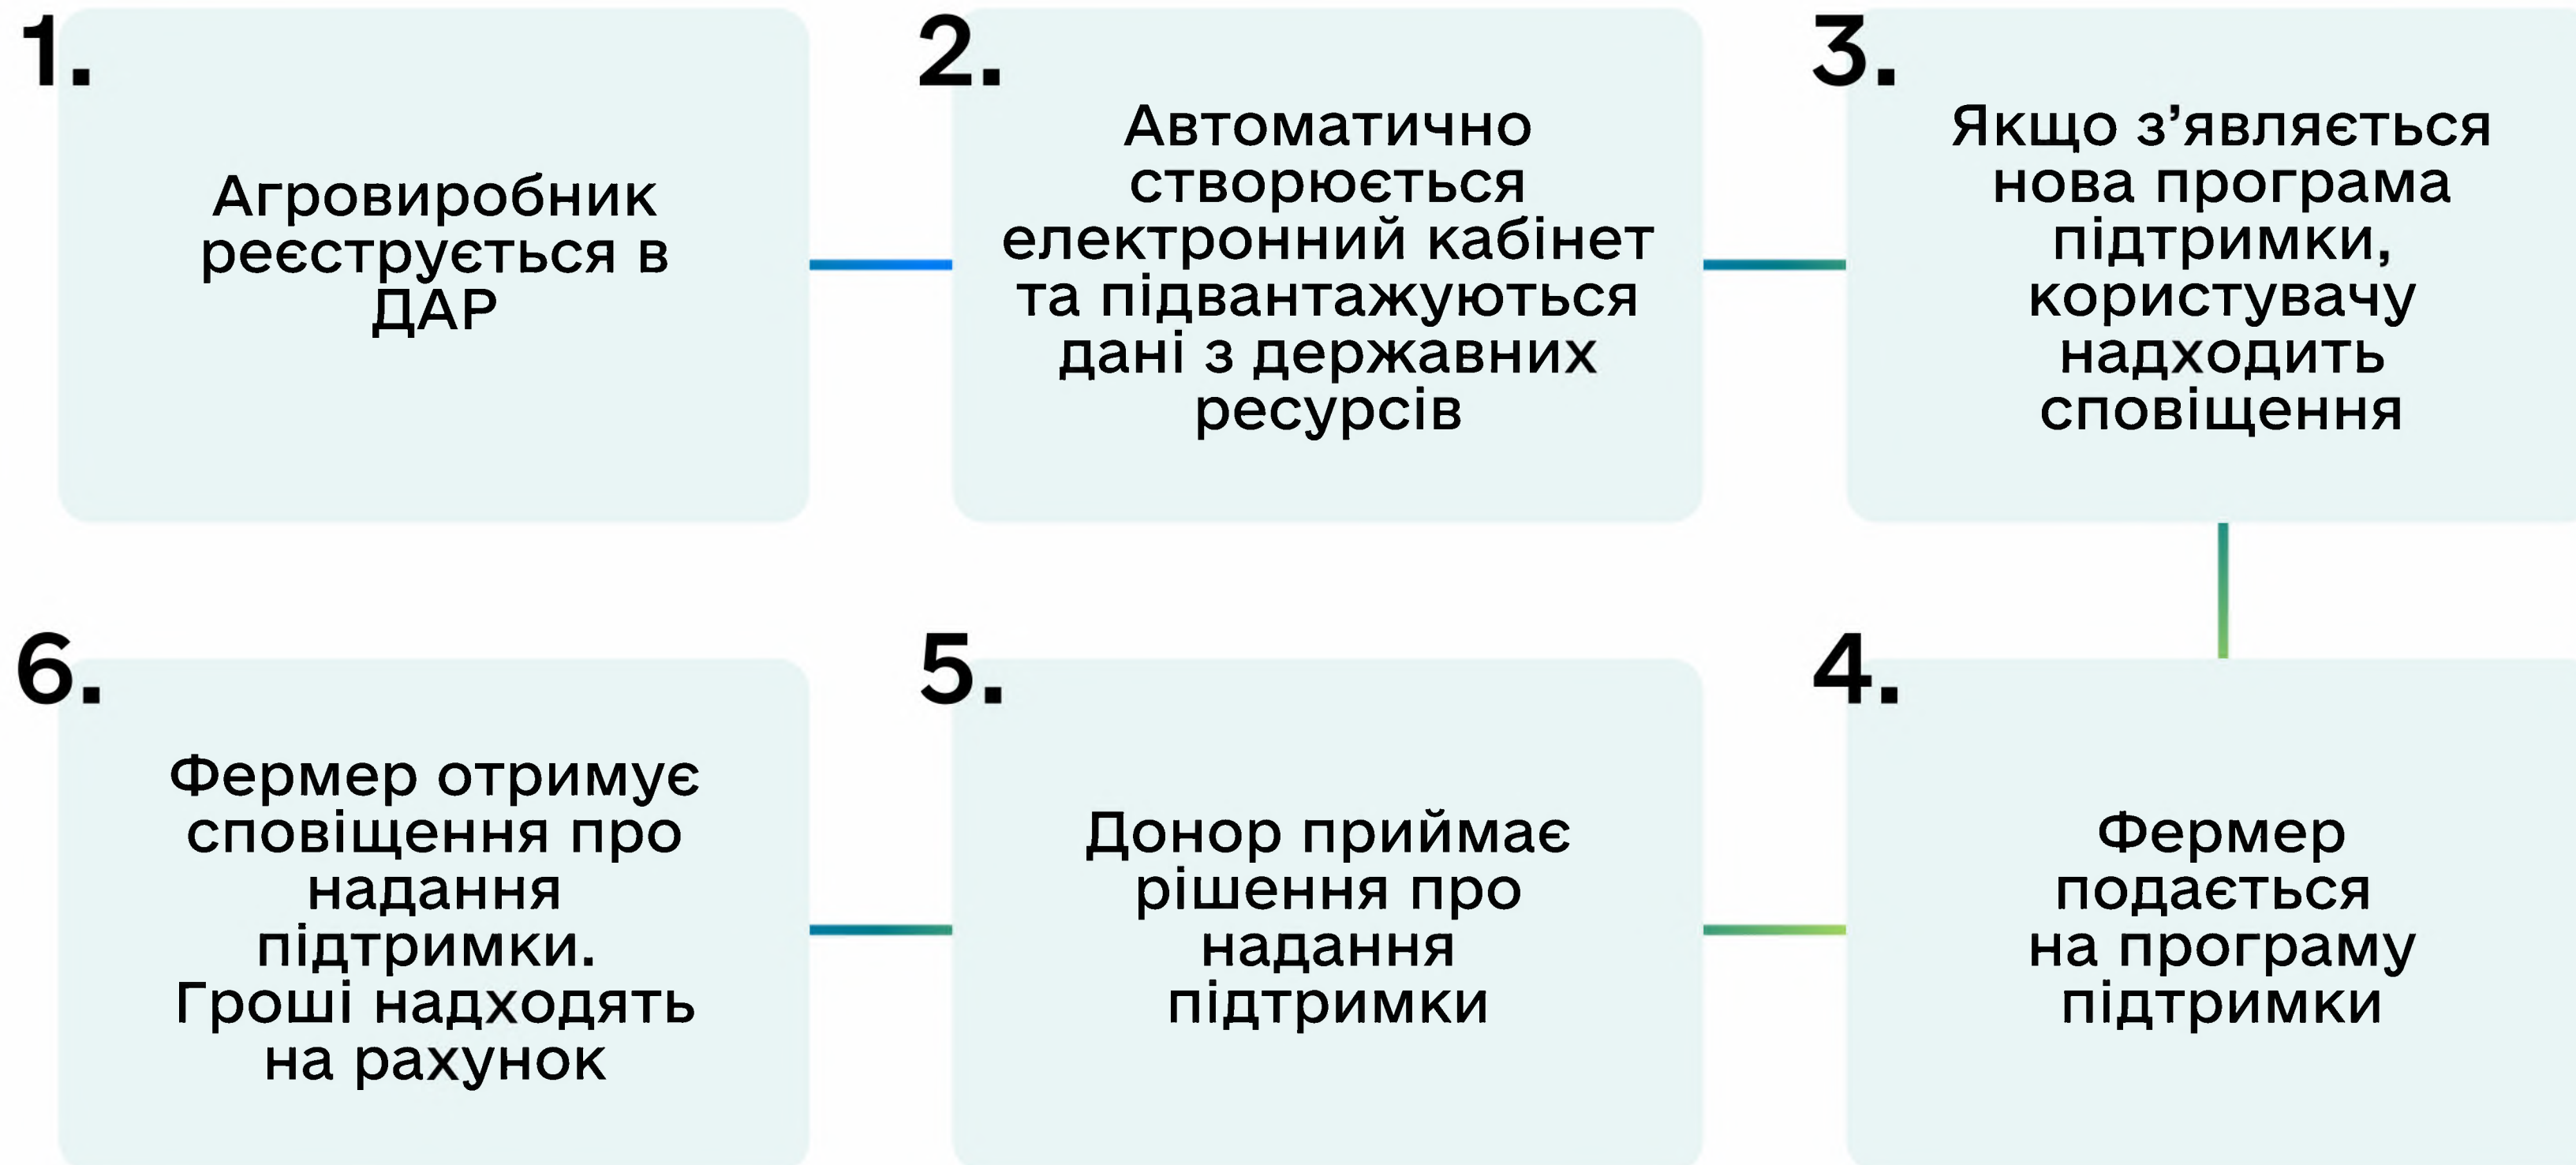 1.
Агровиробник
реєструється в
ДАР
2.
Автоматично
створюється
електронний кабінет
та підвантажуються
дані з державних
ресурсів
3.
Якщо з’являється
нова програма
підтримки,
користувачу
надходить
сповіщення
4.
Фермер
подається
на програму
підтримки
5.
Донор приймає
рішення про
надання
підтримки
6.
Фермер отримує
сповіщення про
надання
підтримки.
Гроші надходять
на рахунок